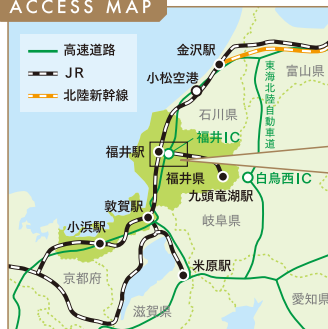 ACCESS MAP
高速道路
JR
北陸新幹線
金沢駅
小松空港
富山県
東海北陸自動車道
石川県
福井IC
福井駅
福井県
白鳥西IC
九頭竜湖駅
敦賀駅
岐阜県
小浜駅
米原駅
京都府
滋賀県
愛知県